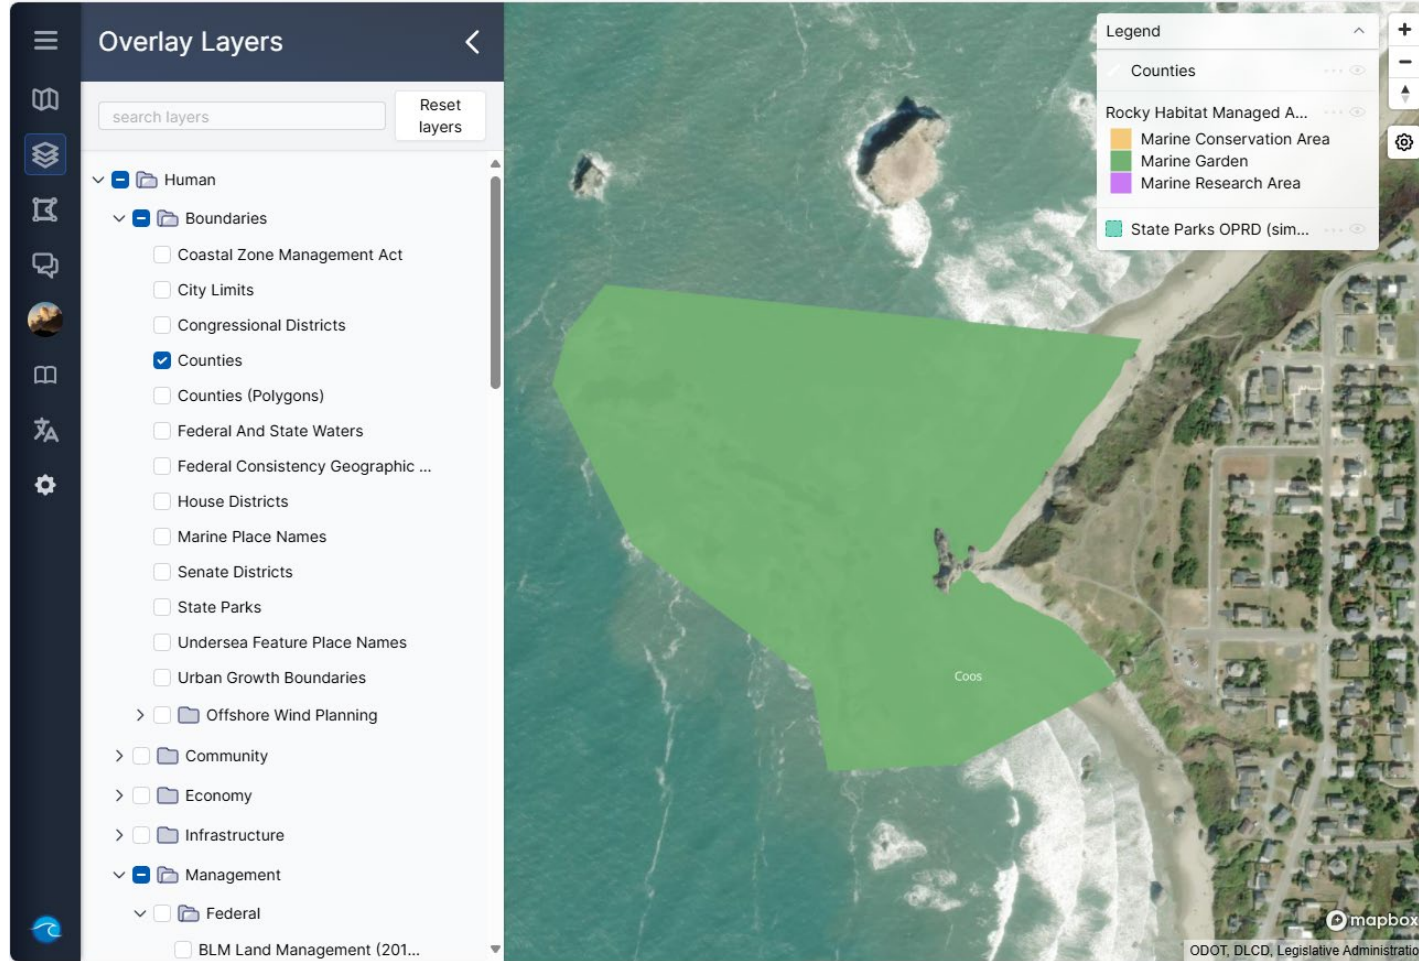 Overlay Layers
search layers
Reset
layers
Human
Boundaries
Coastal Zone Management Act
City Limits
Congressional Districts
Counties
Counties (Polygons)
Federal And State Waters
Federal Consistency Geographic ...
House Districts
Marine Place Names
Senate Districts
State Parks
Undersea Feature Place Names
Urban Growth Boundaries
Offshore Wind Planning
Community
Economy
Infrastructure
Management
Federal
BLM Land Management (201...
Legend
Counties
Rocky Habitat Managed A...
Marine Conservation Area
Marine Garden
Marine Research Area
State Parks OPRD (sim...
Coos
mapbox
ODOT, DLCD, Legislative Administratio